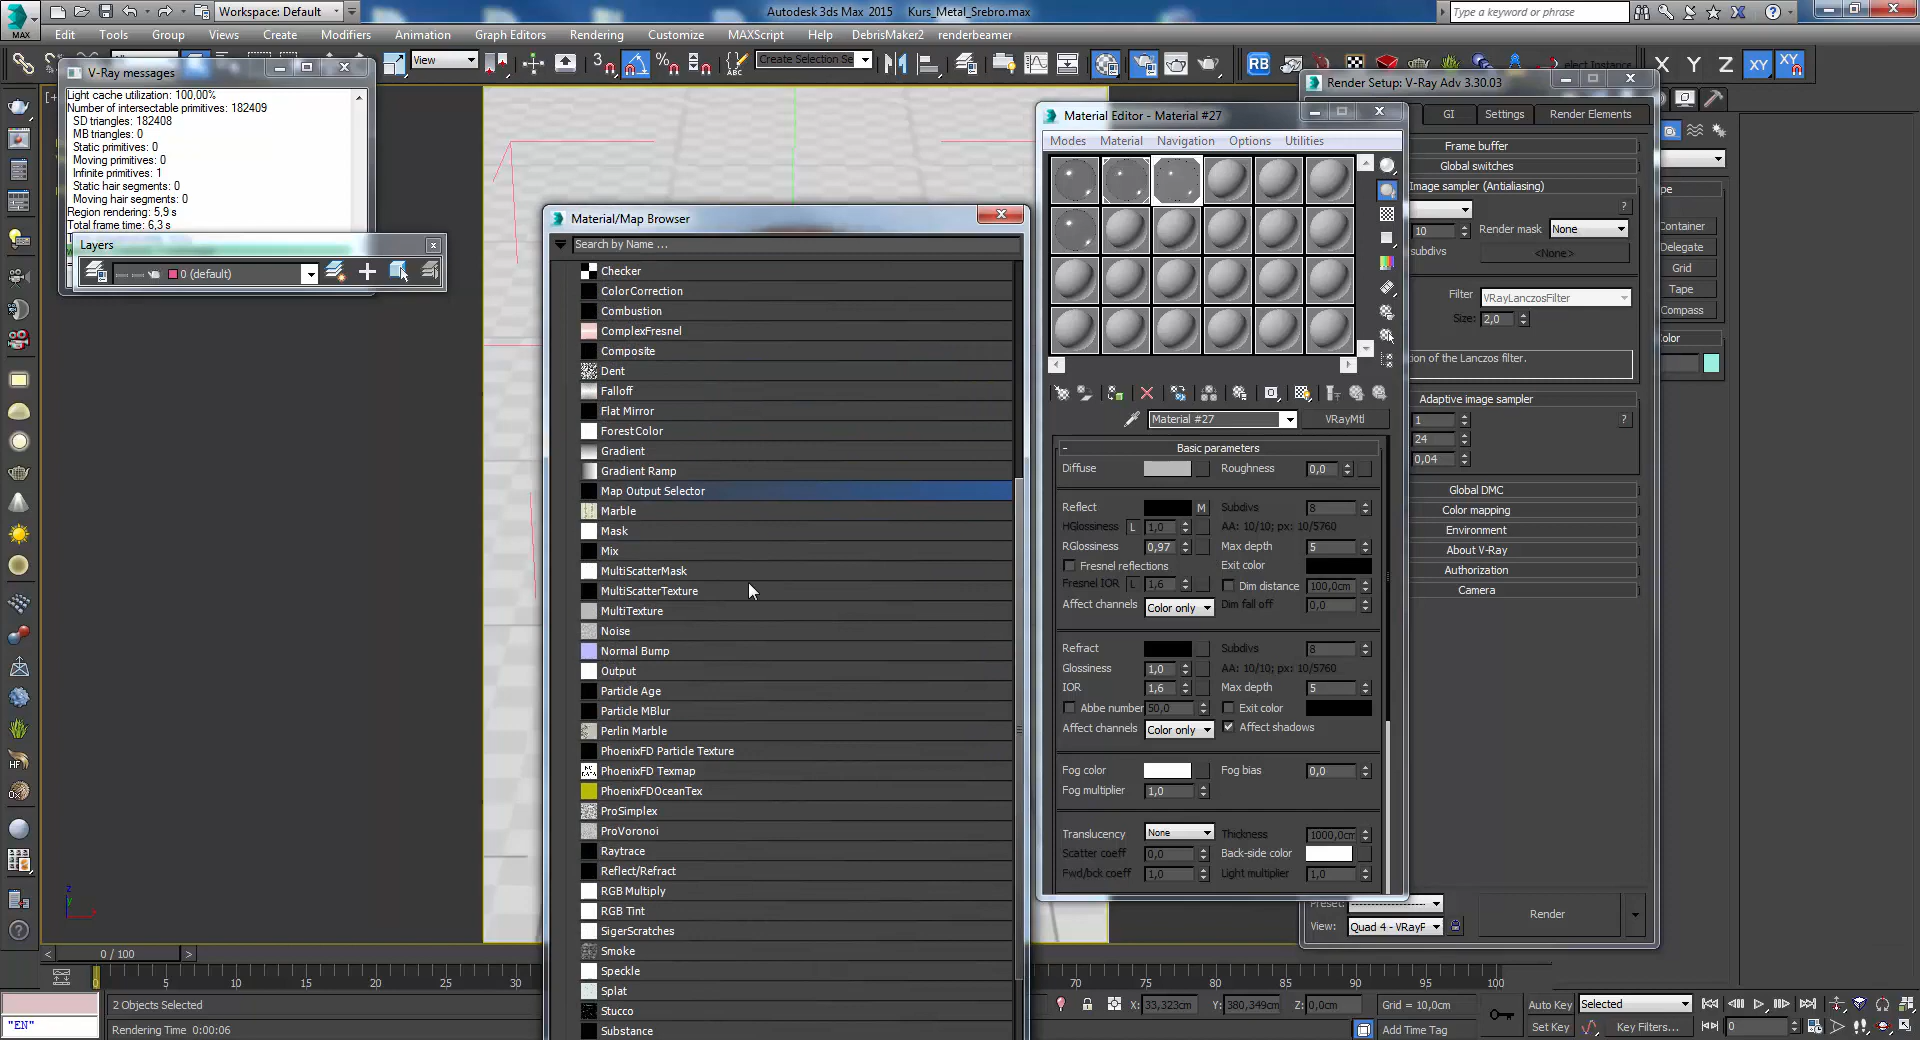 Workspace: Default
Autodesk 3ds Max 2015 Kurs_Metal_Srebro.max
Type a keyword or phrase
MAX
Edit Tools Group Views Create Modifiers Animation Graph Editors Rendering Customize MAXScript Help DebrisMaker2 renderbeamer
View
Create Selection Se
RB
elect Instance
X Y Z XY XY
V-Ray messages
Light cache utilization: 100,00%
Number of intersectable primitives: 182409
SD triangles: 182408
MB triangles: 0
Static primitives: 0
Moving primitives: 0
Infinite primitives: 1
Static hair segments: 0
Moving hair segments: 0
Region rendering: 5,9 s
Total frame time: 6,3 s
Layers
0 (default)
Material/Map Browser
Search by Name ...
Checker
ColorCorrection
Combustion
ComplexFresnel
Composite
Dent
Falloff
Flat Mirror
ForestColor
Gradient
Gradient Ramp
Map Output Selector
Marble
Mask
Mix
MultiScatterMask
MultiScatterTexture
MultiTexture
Noise
Normal Bump
Output
Particle Age
Particle MBlur
Perlin Marble
PhoenixFD Particle Texture
PhoenixFD Texmap
PhoenixFDOceanTex
ProSimplex
ProVoronoi
Raytrace
Reflect/Refract
RGB Multiply
RGB Tint
SigerScratches
Smoke
Speckle
Splat
Stucco
Substance
Material Editor - Material #27
Modes Material Navigation Options Utilities
Material #27 VRayMtl
Basic parameters
Diffuse Roughness 0,0
Reflect M Subdivs 8
HGlossiness L 1,0 AA: 10/10; px: 10/5760
RGlossiness 0,97 Max depth 5
Fresnel reflections Exit color
Fresnel IOR L 1,6 Dim distance 100,0cm
Affect channels Color only Dim fall off 0,0
Refract Subdivs 8
Glossiness 1,0 AA: 10/10; px: 10/5760
IOR 1,6 Max depth 5
Abbe number 50,0 Exit color
Affect channels Color only Affect shadows
Fog color Fog bias 0,0
Fog multiplier 1,0
Translucency None Thickness 1000,0cm
Scatter coeff 0,0 Back-side color
Fwd/bck coeff 1,0 Light multiplier 1,0
Render Setup: V-Ray Adv 3.30.03
GI Settings Render Elements
Frame buffer
Global switches
Image sampler (Antialiasing)
?
10 Render mask None
subdivs <None>
Filter VRayLanczosFilter
Size: 2,0
tion of the Lanczos filter.
Adaptive image sampler
1 ?
24
0,04
Global DMC
Color mapping
Environment
About V-Ray
Authorization
Camera
Preset: ----------
View: Quad 4 - VRayF
Render
ype
Container
Delegate
Grid
Tape
Compass
olor
HF
z
y
0 / 100
0 5 10 15 20 25 30 70 75 80 85 90 95 100
2 Objects Selected
X: 33,323cm Y: 380,349cm Z: 0,0cm Grid = 10,0cm
Auto Key Selected
"EN"
Rendering Time 0:00:06
Add Time Tag
Set Key Key Filters...
0